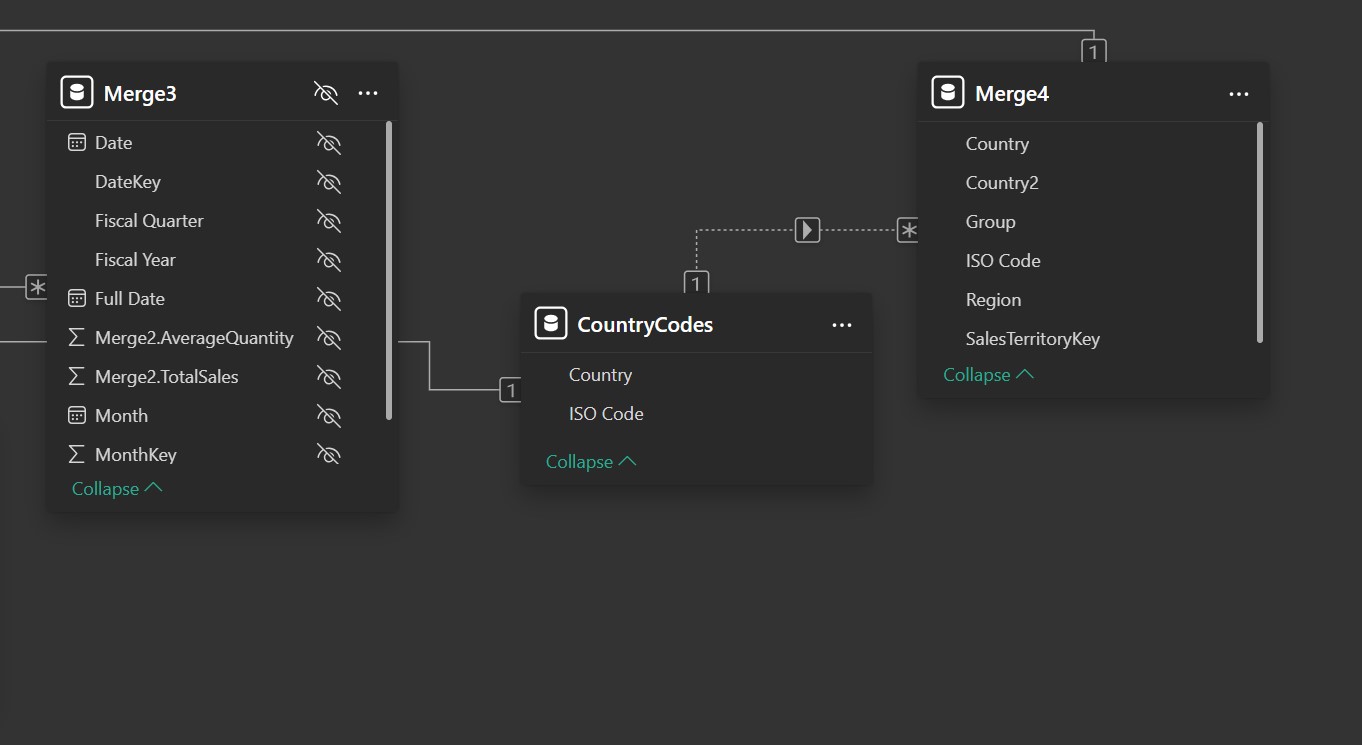 1
Merge3
Date
DateKey
Fiscal Quarter
Fiscal Year
Full Date
Merge2.AverageQuantity
Merge2.TotalSales
Month
MonthKey
Collapse
1
1
CountryCodes
Country
ISO Code
Collapse
Merge4
Country
Country2
Group
ISO Code
Region
SalesTerritoryKey
Collapse